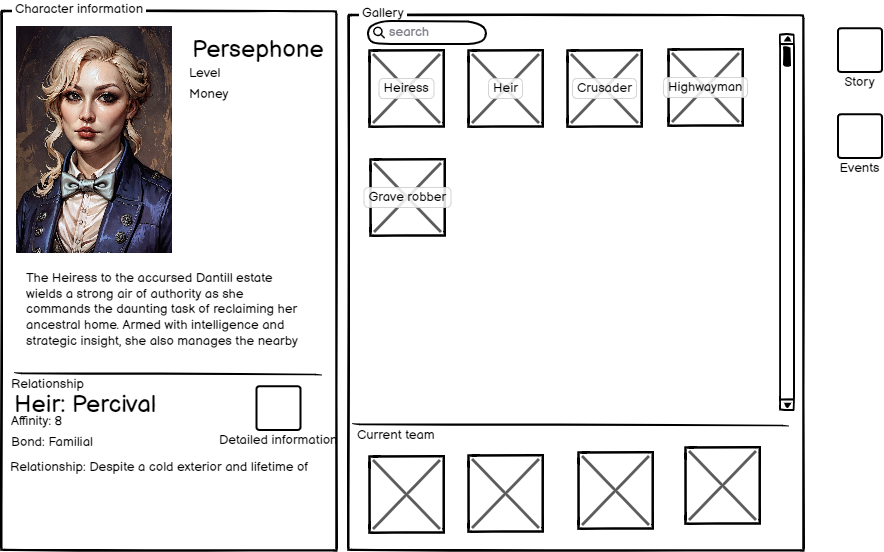 Character information
Persephone
Level
Money
The Heiress to the accursed Dantill estate
wields a strong air of authority as she
commands the daunting task of reclaiming her
ancestral home. Armed with intelligence and
strategic insight, she also manages the nearby
Relationship
Heir: Percival
Affinity: 8
Bond: Familial
Detailed information
Relationship: Despite a cold exterior and lifetime of
Gallery
search
Heiress
Heir
Crusader
Highwayman
Grave robber
Current team
Story
Events